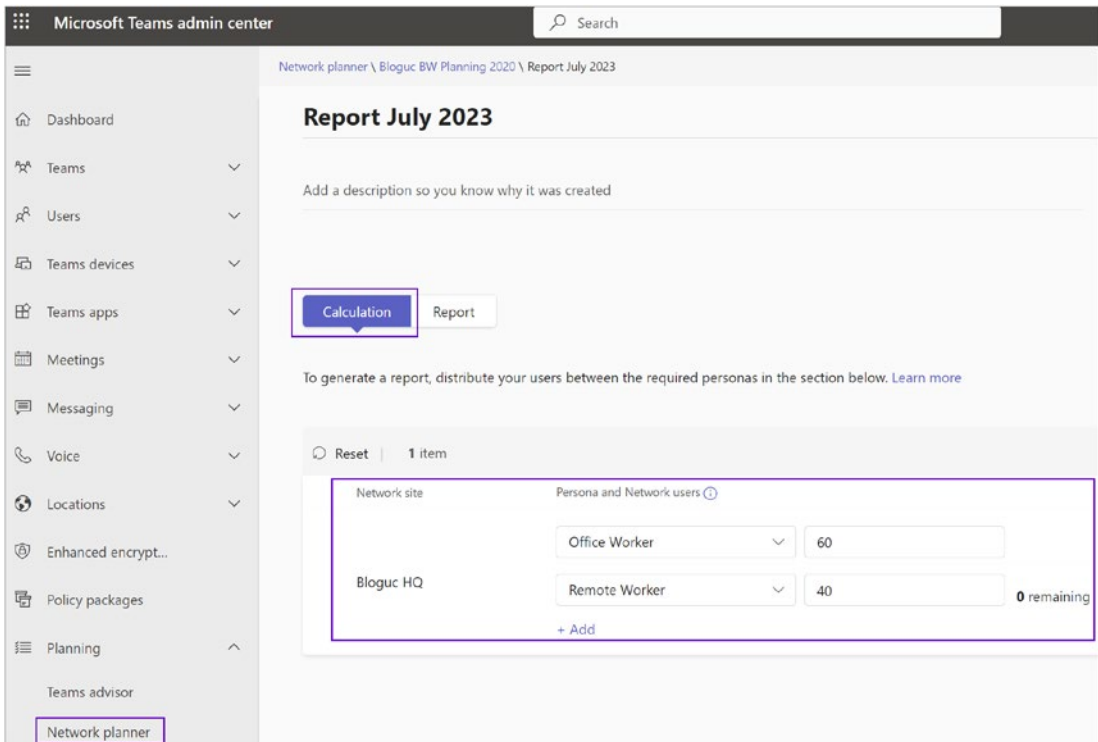 Microsoft Teams admin center
Search
Network planner \ Bloguc BW Planning 2020 \ Report July 2023
Dashboard
Teams
Users
Teams devices
Teams apps
Meetings
Messaging
Voice
Locations
Enhanced encrypt...
Policy packages
Planning
Teams advisor
Network planner
Report July 2023
Add a description so you know why it was created
Calculation Report
To generate a report, distribute your users between the required personas in the section below. Learn more
Reset | 1 item
Network site Persona and Network users
Office Worker 60
Bloguc HQ
Remote Worker 40 0 remaining
+ Add